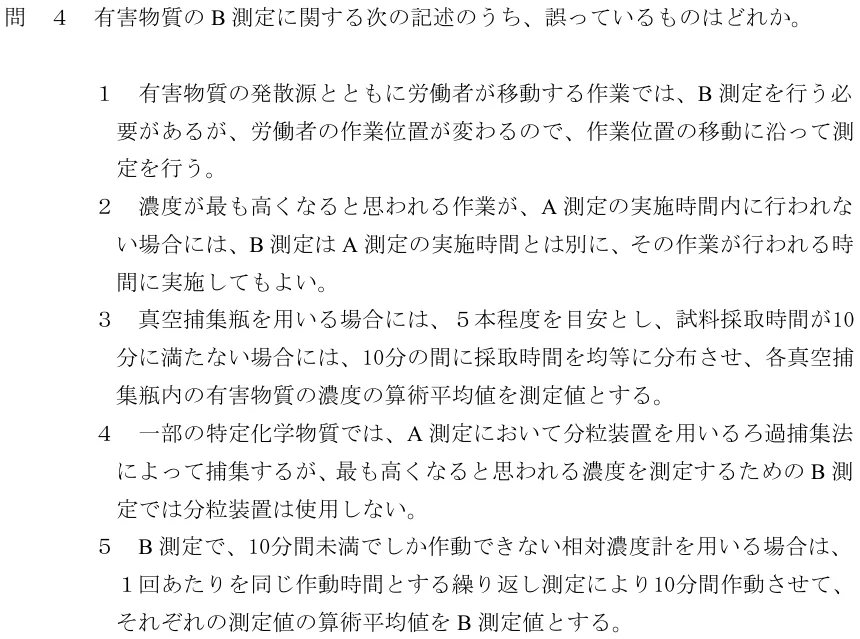 問　４　有害物質の B 測定に関する次の記述のうち、誤っているものはどれか。
１　有害物質の発散源とともに労働者が移動する作業では、B 測定を行う必
要があるが、労働者の作業位置が変わるので、作業位置の移動に沿って測
定を行う。
２　濃度が最も高くなると思われる作業が、A 測定の実施時間内に行われな
い場合には、B 測定は A 測定の実施時間とは別に、その作業が行われる時
間に実施してもよい。
３　真空捕集瓶を用いる場合には、５本程度を目安とし、試料採取時間が10
分に満たない場合には、10分の間に採取時間を均等に分布させ、各真空捕
集瓶内の有害物質の濃度の算術平均値を測定値とする。
４　一部の特定化学物質では、A 測定において分粒装置を用いるろ過捕集法
によって捕集するが、最も高くなると思われる濃度を測定するための B 測
定では分粒装置は使用しない。
５　B 測定で、10分間未満でしか作動できない相対濃度計を用いる場合は、
１回あたりを同じ作動時間とする繰り返し測定により10分間作動させて、
それぞれの測定値の算術平均値を B 測定値とする。